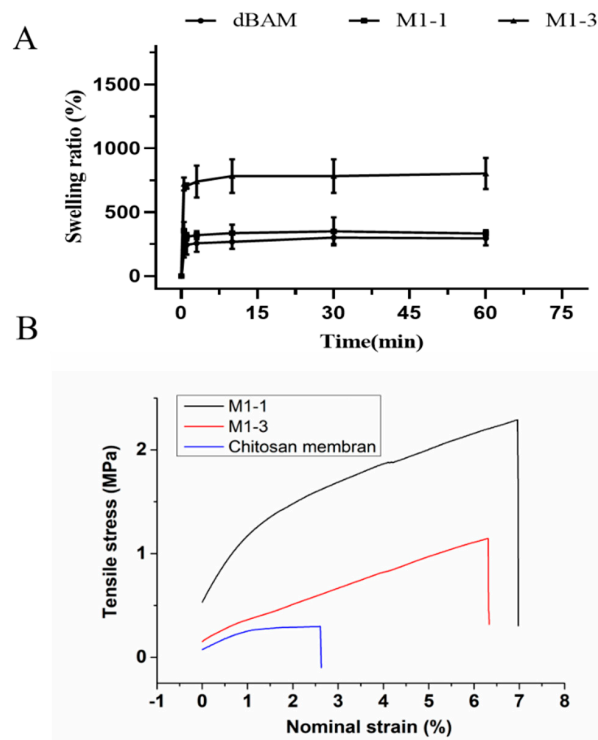 A
dBAM M1-1 M1-3
1500
1000
500
0
Swelling ratio (%)
0 15 30 45 60 75
Time(min)
B
M1-1
M1-3
Chitosan membran
2
1
0
Tensile stress (MPa)
-1 0 1 2 3 4 5 6 7 8
Nominal strain (%)